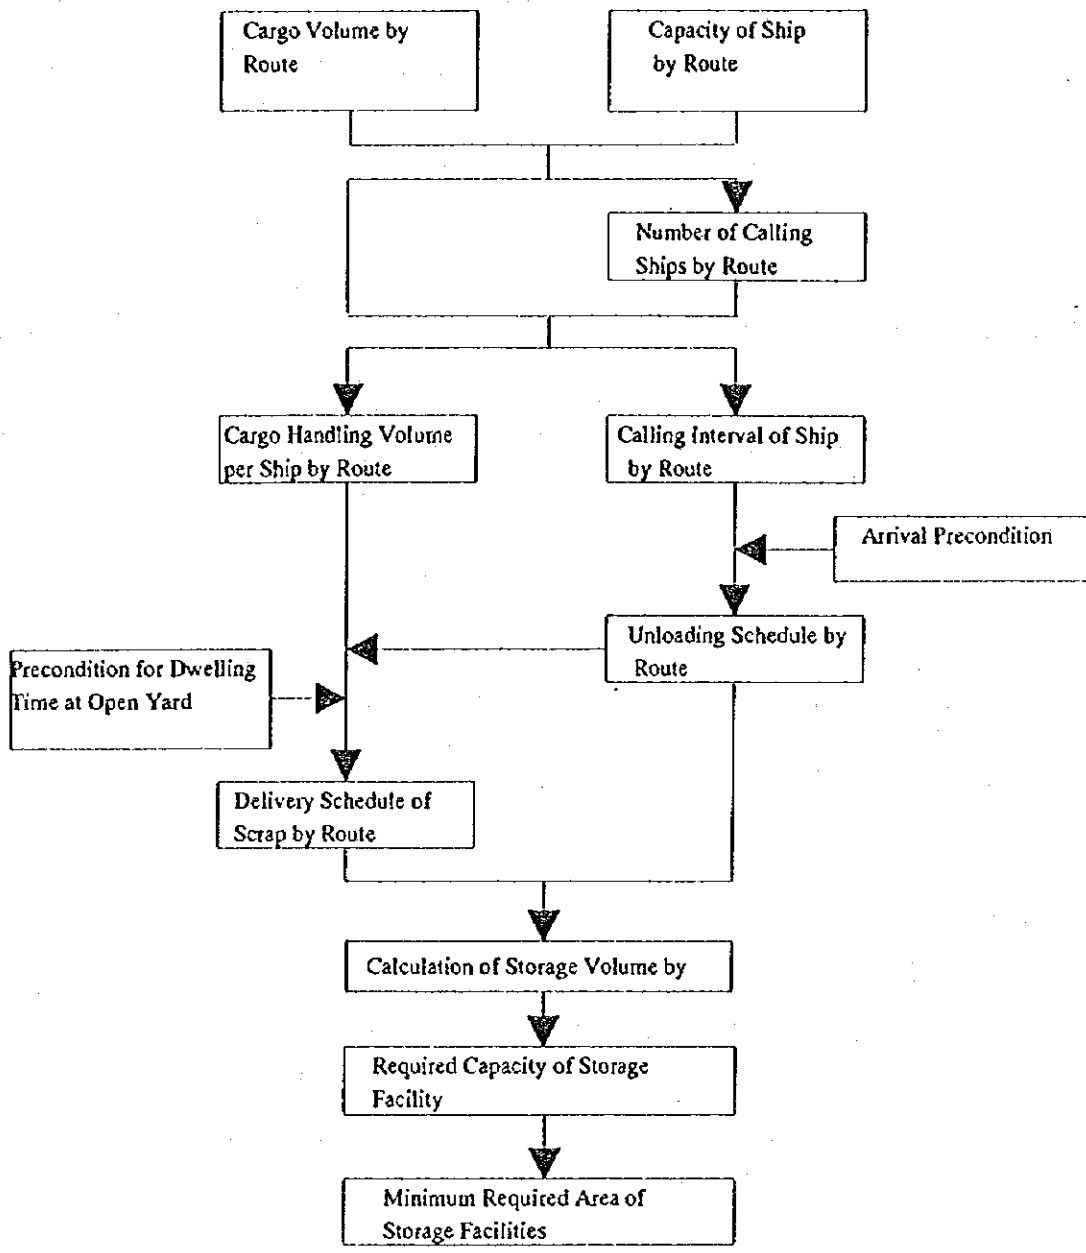 Cargo Volume by
Route
Capacity of Ship
by Route
Number of Calling
Ships by Route
Cargo Handling Volume
per Ship by Route
Calling Interval of Ship
by Route
Arrival Precondition
Unloading Schedule by
Route
Precondition for Dwelling
Time at Open Yard
Delivery Schedule of
Scrap by Route
Calculation of Storage Volume by
Required Capacity of Storage
Facility
Minimum Required Area of
Storage Facilities